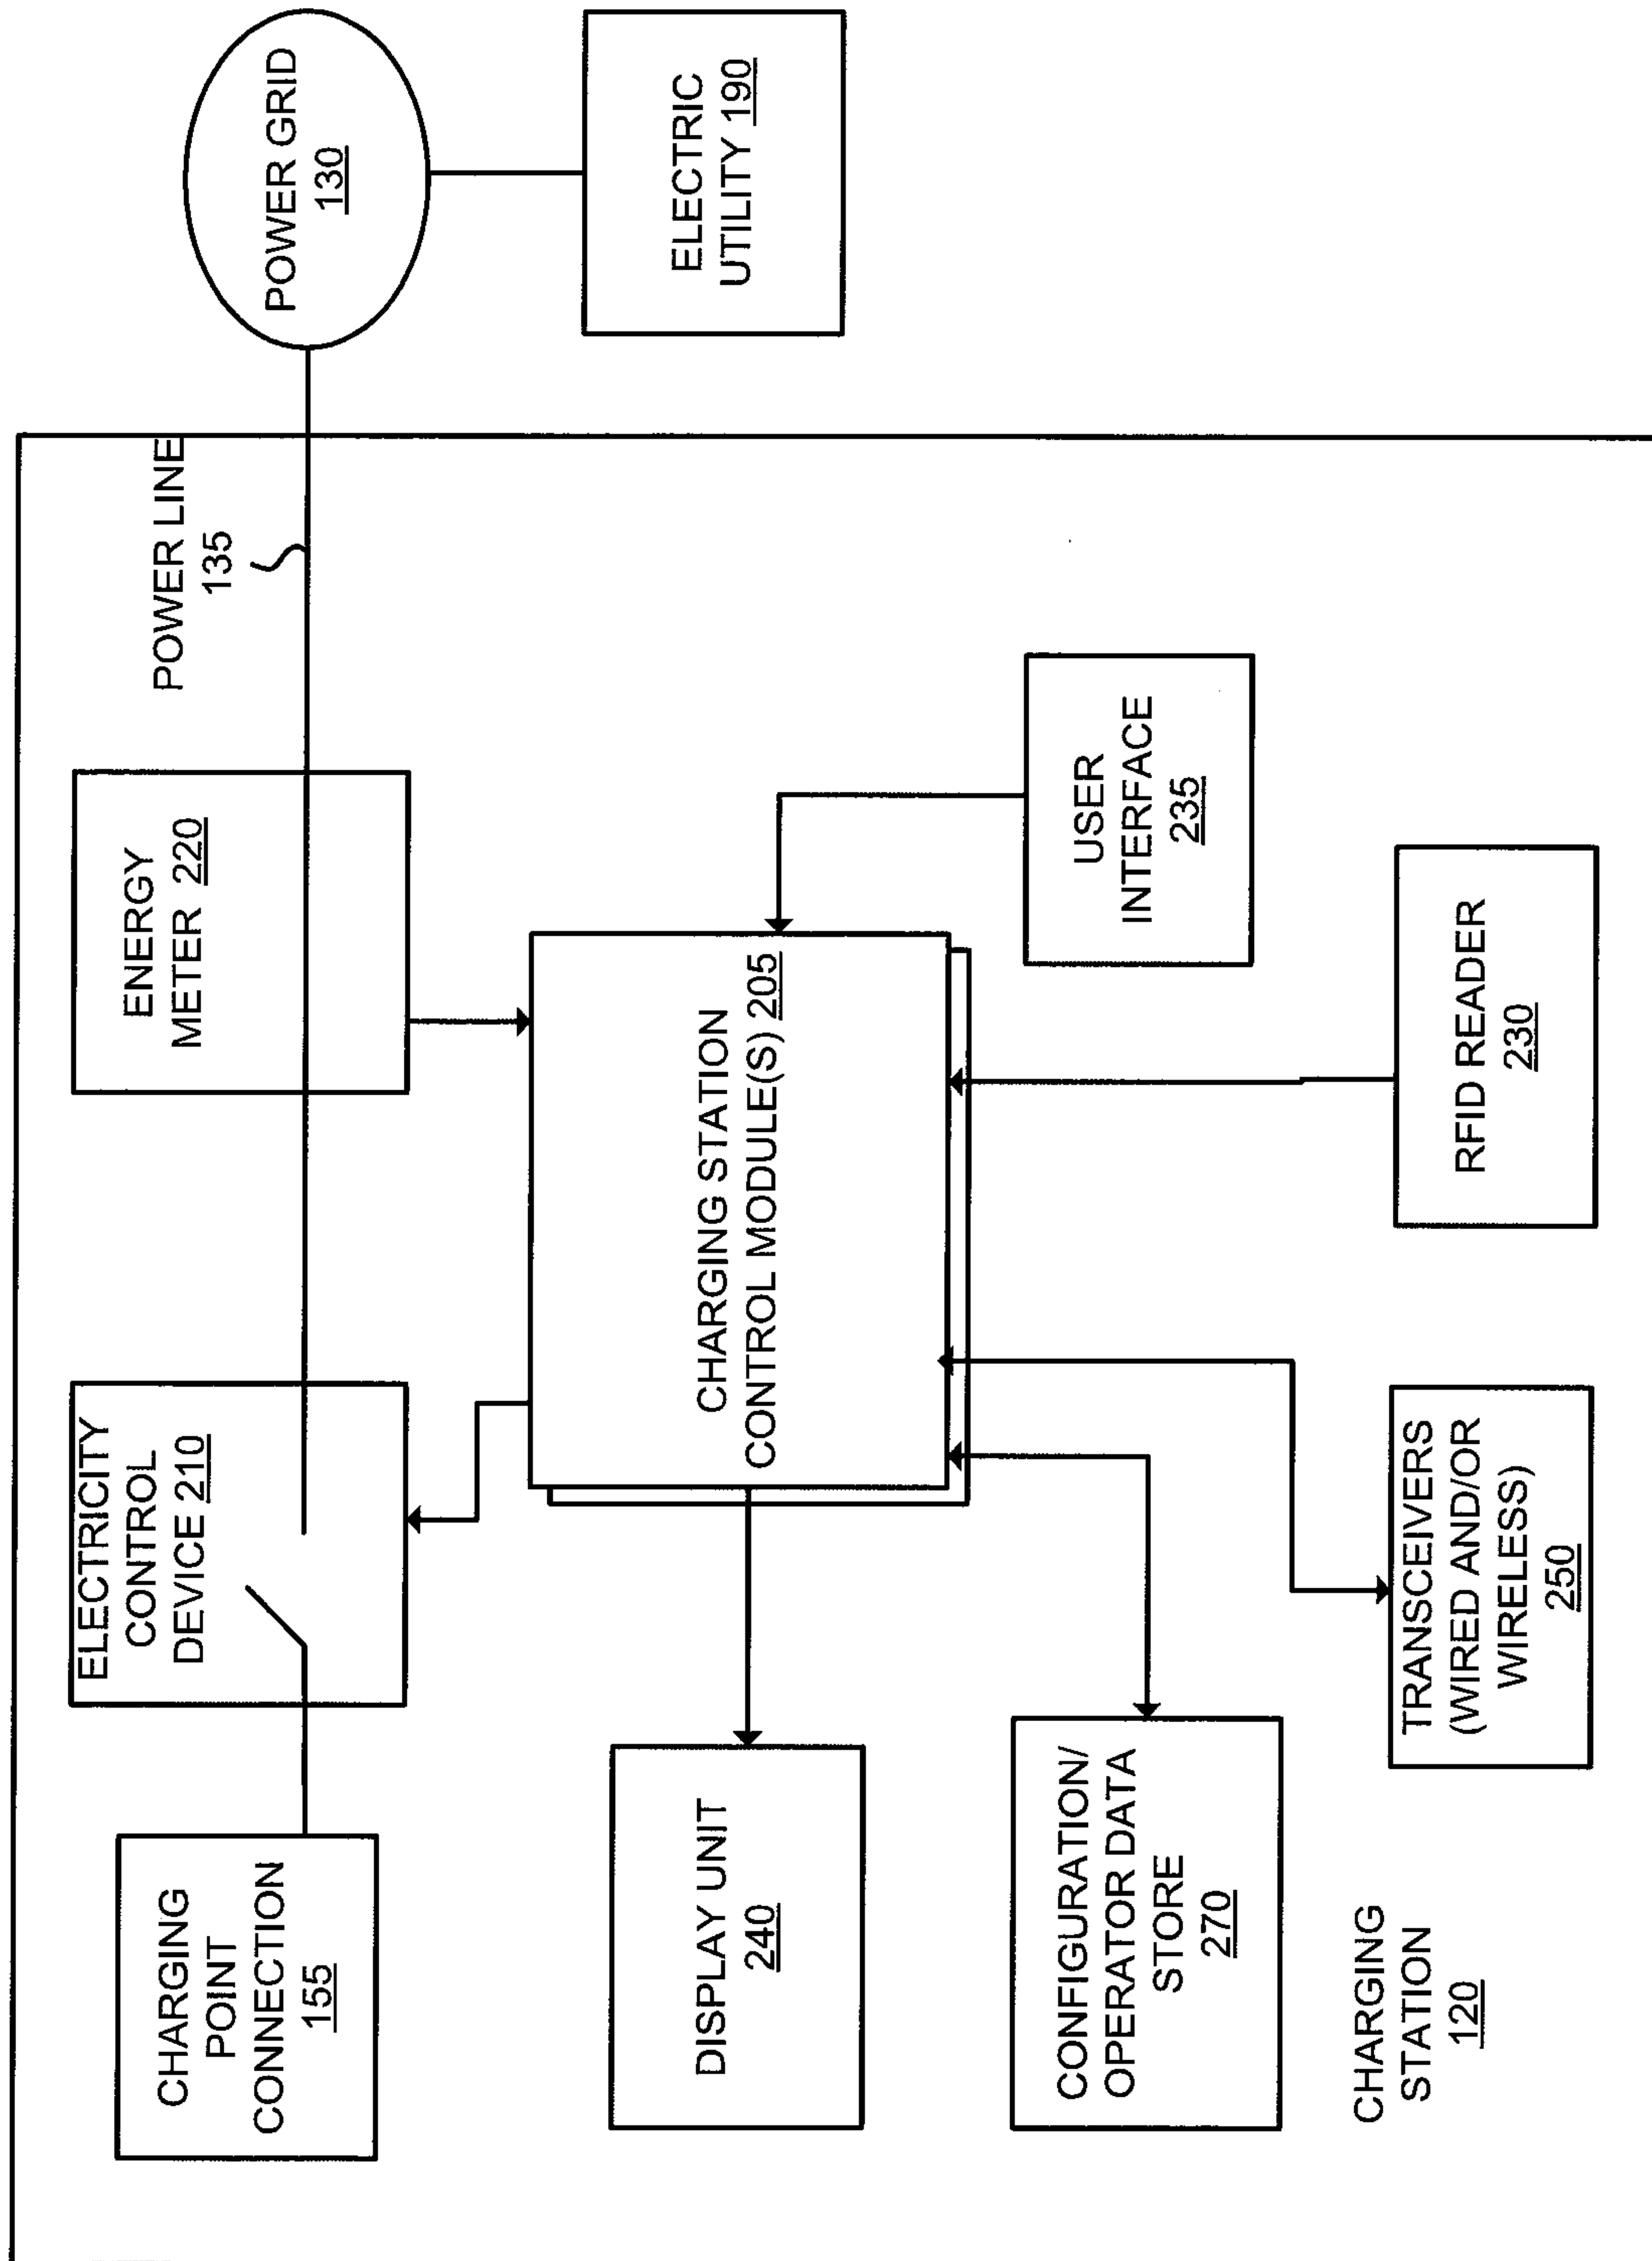 CHARGING
POINT
CONNECTION
155
ELECTRICITY
CONTROL
DEVICE 210
ENERGY
METER 220
POWER LINE
135
POWER GRID
130
ELECTRIC
UTILITY 190
DISPLAY UNIT
240
CHARGING STATION
CONTROL MODULE(S) 205
USER
INTERFACE
235
CONFIGURATION/
OPERATOR DATA
STORE
270
TRANSCEIVERS
(WIRED AND/OR
WIRELESS)
250
RFID READER
230
CHARGING
STATION
120